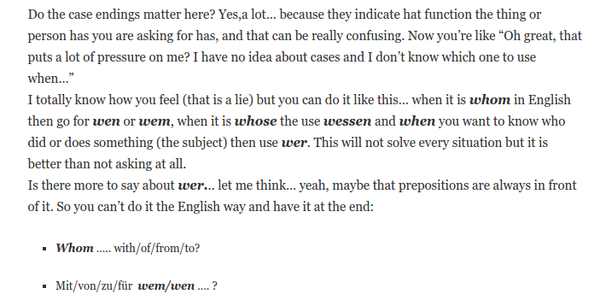 Do the case endings matter here? Yes,a lot... because they indicate hat function the thing or
person has you are asking for has, and that can be really confusing. Now you're like “Oh great, that
puts a lot of pressure on me? I have no idea about cases and I don't know which one to use
when...”
I totally know how you feel (that is a lie) but you can do it like this... when it is whom in English
then go for wen or wem, when it is whose the use wessen and when you want to know who
did or does something (the subject) then use wer. This will not solve every situation but it is
better than not asking at all.
Is there more to say about wer... let me think... yeah, maybe that prepositions are always in front
of it. So you can't do it the English way and have it at the end:
▪ Whom ..... with/of/from/to?
▪ Mit/von/zu/für wem/wen .... ?